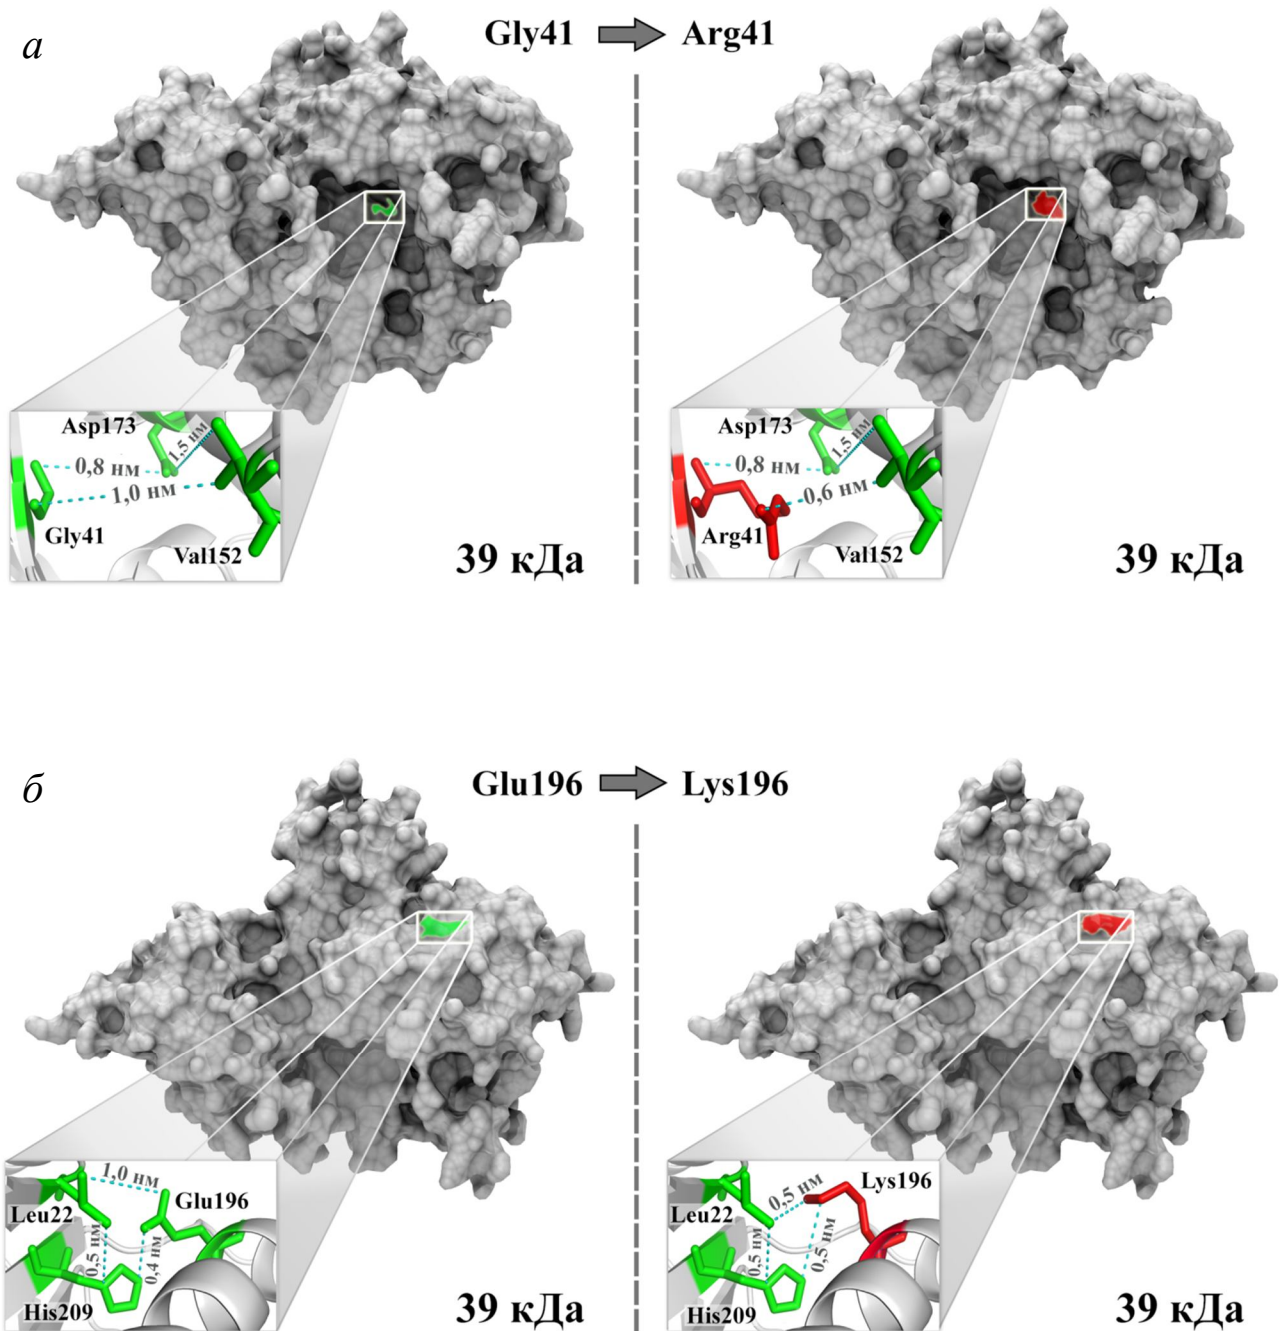 а
Gly41 Arg41
Asp173
1,5 нм
0,8 нм
1,0 нм
Gly41
Val152
39 кДа
Asp173
1,5 нм
0,8 нм
0,6 нм
Arg41
Val152
39 кДа
б
Glu196 Lys196
1,0 нм
Glu196
Leu22
0,5 нм
0,4 нм
His209
39 кДа
0,5 нм
Lys196
Leu22
0,5 нм
0,5 нм
His209
39 кДа